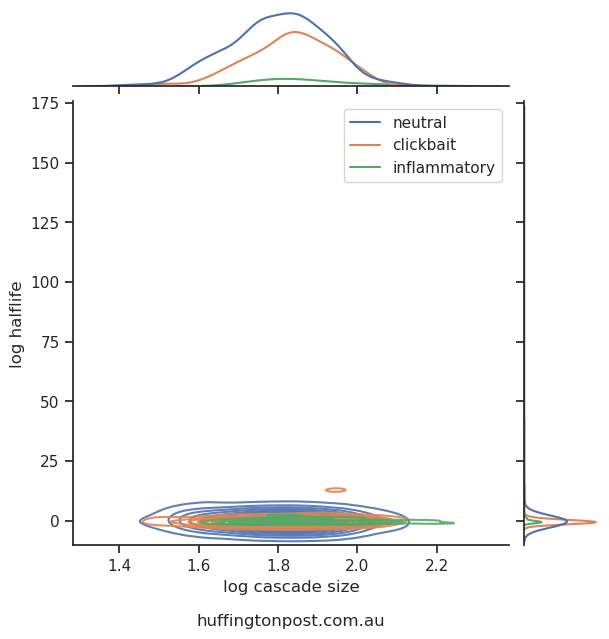 175
150
125
100
75
50
25
0
log halflife
neutral
clickbait
inflammatory
1.4 1.6 1.8 2.0 2.2
log cascade size
huffingtonpost.com.au